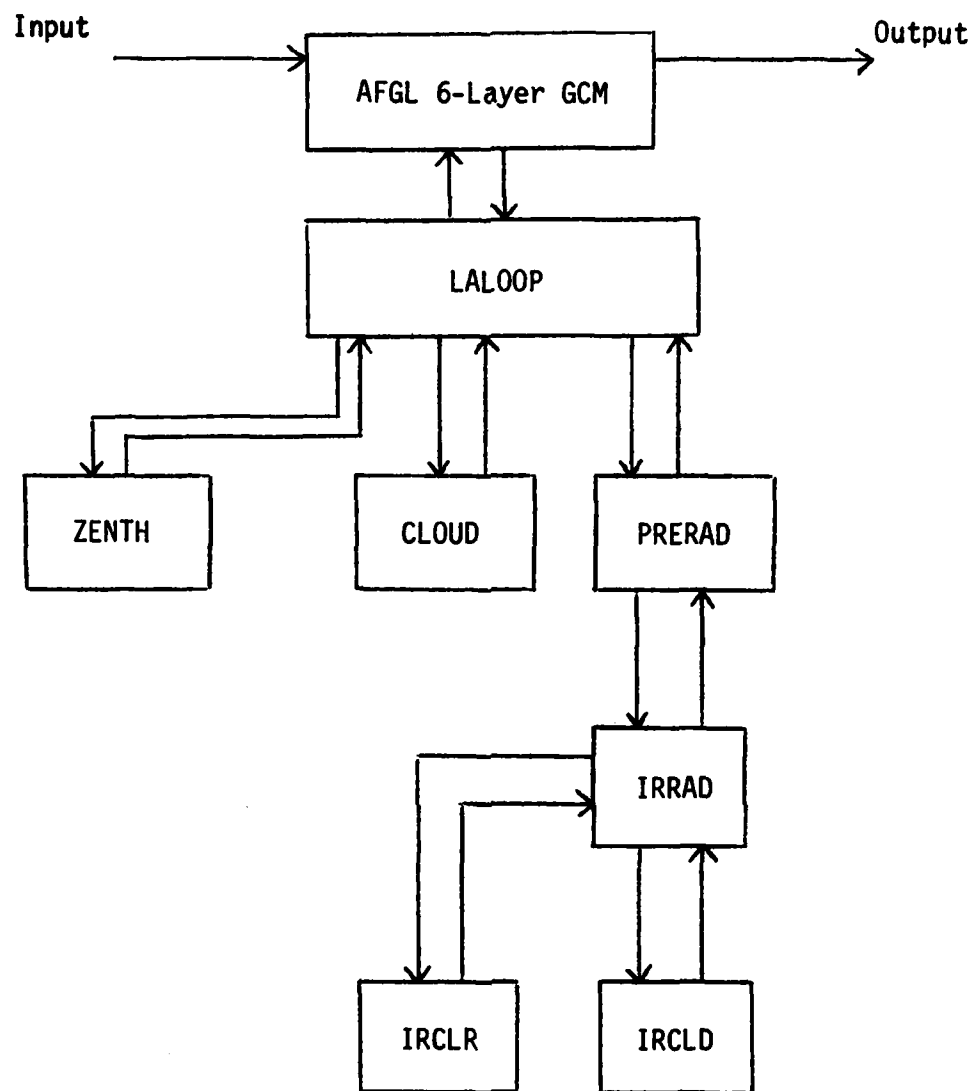 Input
Output
AFGL 6-Layer GCM
LALOOP
ZENTH
CLOUD
PRERAD
IRRAD
IRCLR
IRCLD